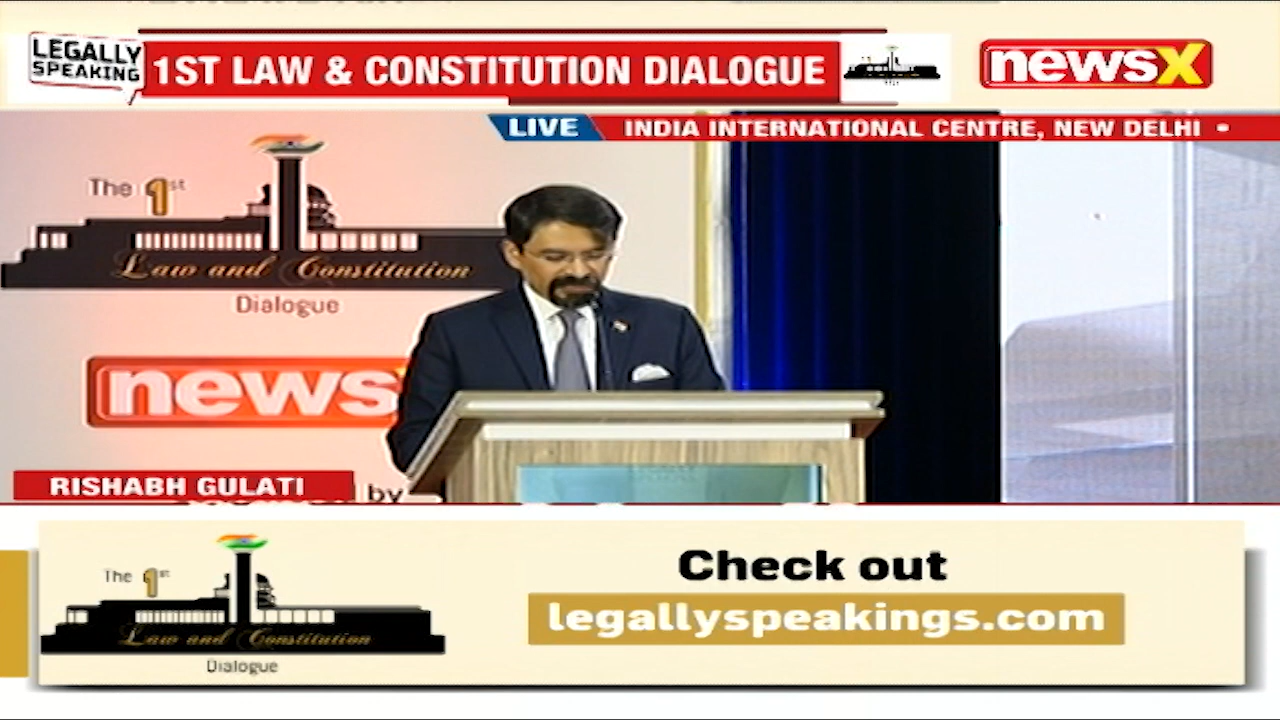 LEGALLY
SPEAKING
1ST LAW & CONSTITUTION DIALOGUE
newsX
LIVE
INDIA INTERNATIONAL CENTRE, NEW DELHI
The 1st
Law and Constitution
Dialogue
news
RISHABH GULATI
by
LEGALLY
The 1st
Law and Constitution
Dialogue
Check out
legallyspeakings.com